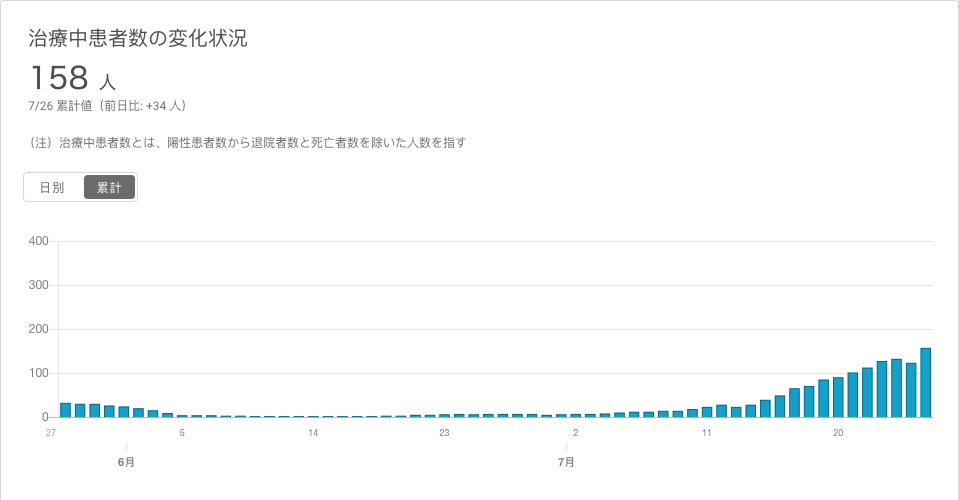 治療中患者数の変化状況
158 人
7/26 累計値（前日比: +34 人）
（注）治療中患者数とは、陽性患者数から退院者数と死亡者数を除いた人数を指す
日別 累計
400
300
200
100
0
27 5 14 23 2 11 20
6月 7月